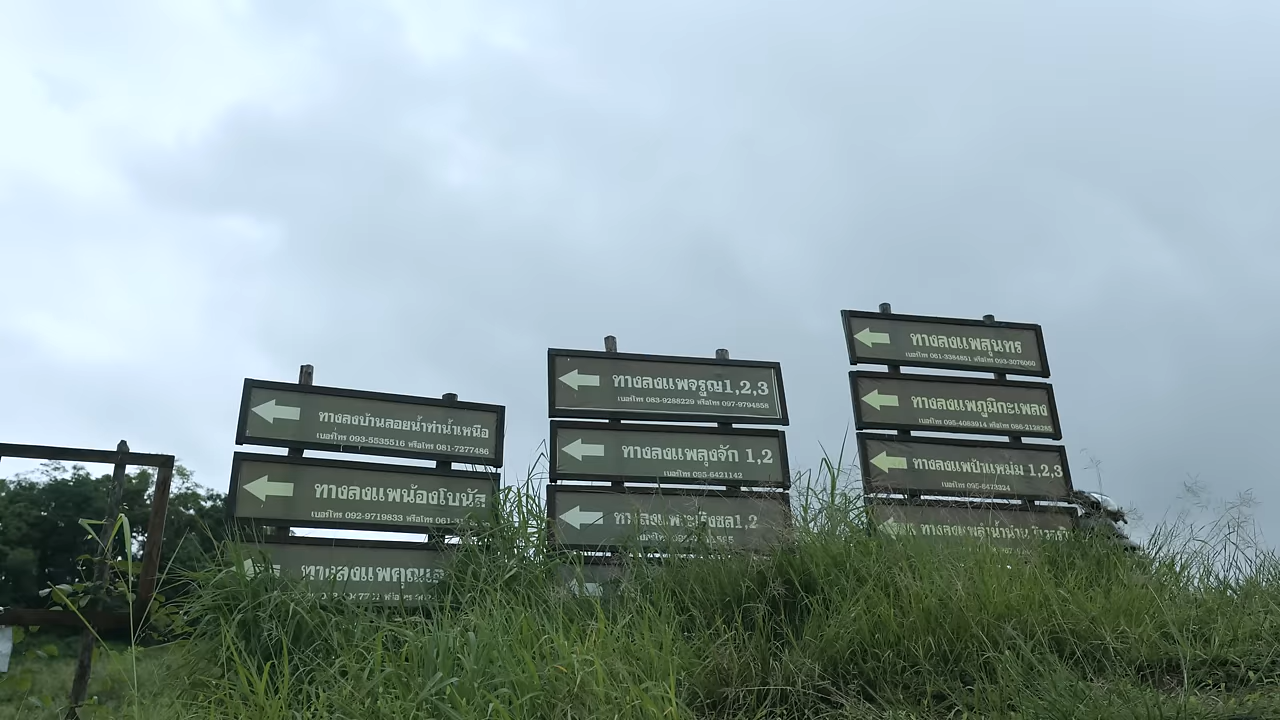 ทางลงบ้านลอยน้ำทำน้ำเหนือ
เบอร์โทร 093-5535516 หรือโทร 081-7277486
ทางลงแพน้องโบนัส
เบอร์โทร 092-9719833 หรือโทร
ทางลงแพคุณ
ทางลงแพจรูญ1,2,3
เบอร์โทร 083-9288229 หรือโทร 097-9794858
ทางลงแพลุงจัก 1,2
เบอร์โทร 095-6421142
ทางลงแพ
ทางลงแพสุนทร
เบอร์โทร 061-3384851 หรือโทร 093-3076060
ทางลงแพภูมิกะเพลง
เบอร์โทร 095-4083914 หรือโทร 086-2126285
ทางลงแพป้าแหม่ม 1,2,3
เบอร์โทร 095-6473324